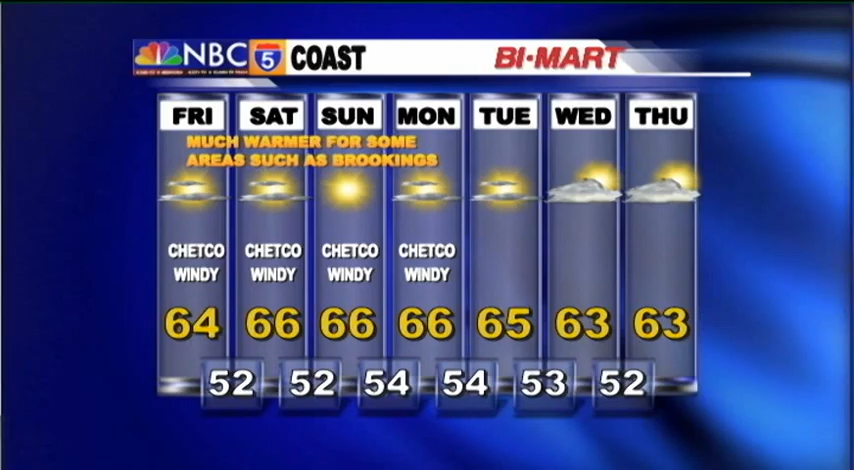 NBC 5 COAST BI-MART
FRI SAT SUN MON TUE WED THU
MUCH WARMER FOR SOME
AREAS SUCH AS BROOKINGS
CHETCO CHETCO CHETCO CHETCO
WINDY WINDY WINDY WINDY
64 66 66 66 65 63 63
52 52 54 54 53 52